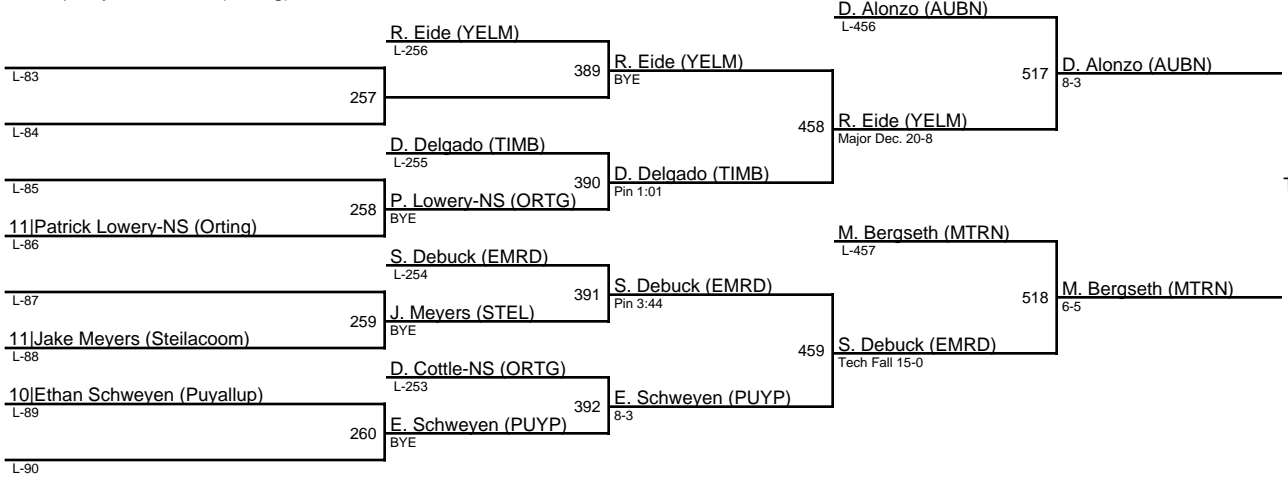 D. Alonzo (AUBN)
L-456
R. Eide (YELM)
L-256
389
R. Eide (YELM)
BYE
517
D. Alonzo (AUBN)
8-3
L-83
257
L-84
458
R. Eide (YELM)
Major Dec. 20-8
D. Delgado (TIMB)
L-255
390
D. Delgado (TIMB)
Pin 1:01
L-85
258
P. Lowery-NS (ORTG)
BYE
11|Patrick Lowery-NS (Orting)
L-86
M. Bergseth (MTRN)
L-457
S. Debuck (EMRD)
L-254
391
S. Debuck (EMRD)
Pin 3:44
518
M. Bergseth (MTRN)
6-5
L-87
259
J. Meyers (STEL)
BYE
11|Jake Meyers (Steilacoom)
L-88
459
S. Debuck (EMRD)
Tech Fall 15-0
D. Cottle-NS (ORTG)
L-253
392
E. Schweyen (PUYP)
8-3
10|Ethan Schweyen (Puyallup)
L-89
260
E. Schweyen (PUYP)
BYE
L-90